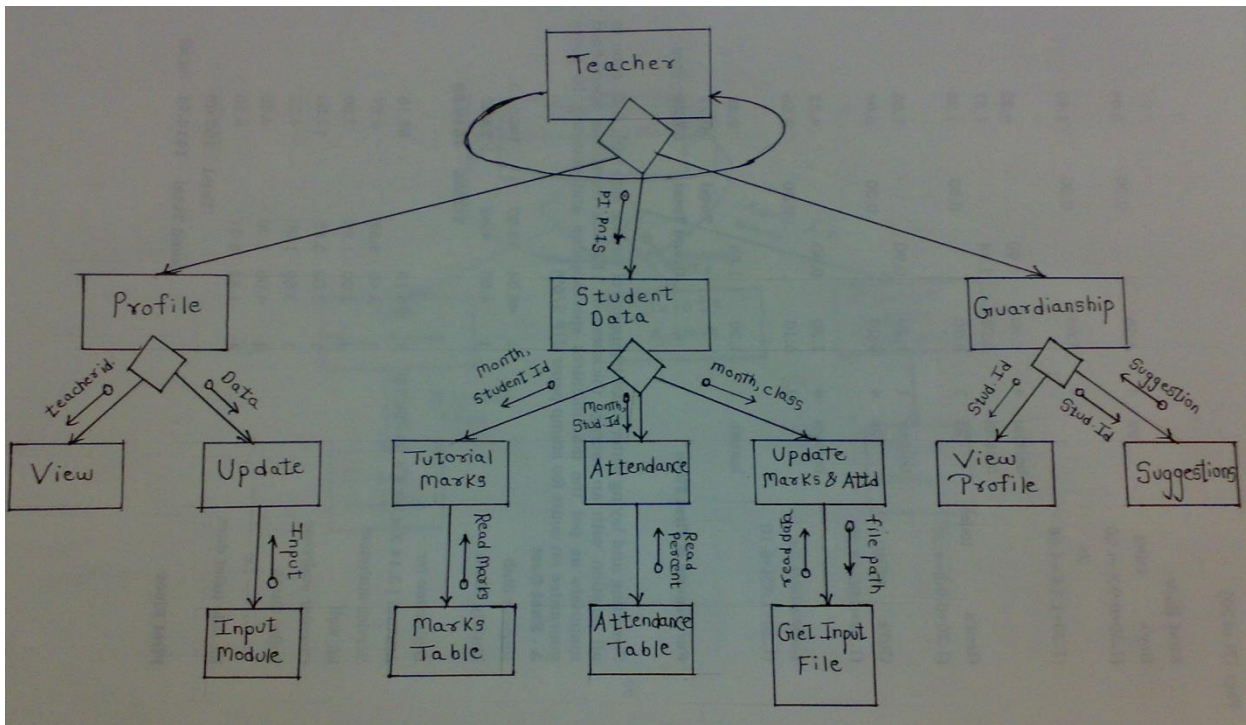 Teacher
Stud Id
Profile
Student
Data
Guardianship
teacher id.
Data
month,
Student Id
Month,
Stud.Id
month, class
Stud.Id
Stud.Id
Suggestion
View
Update
Tutorial
Marks
Attendance
Update
Marks & Attd
View
Profile
Suggestions
Input
Read Marks
Read
Percent
read data
file path
Input
Module
Marks
Table
Attendance
Table
Get Input
File